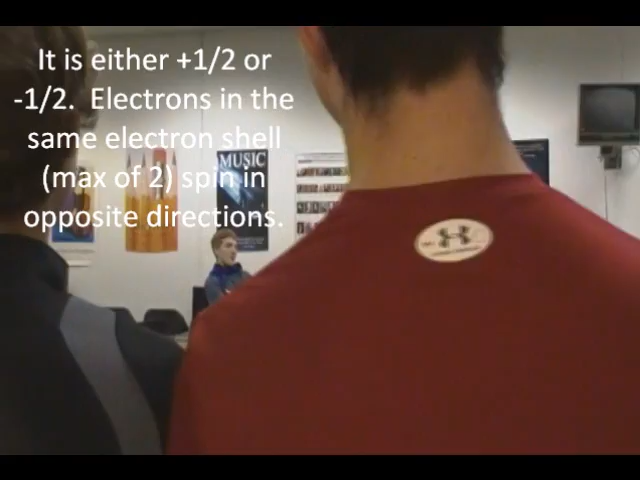 It is either +1/2 or
-1/2.  Electrons in the
same electron shell
(max of 2) spin in
opposite directions.
MUSIC